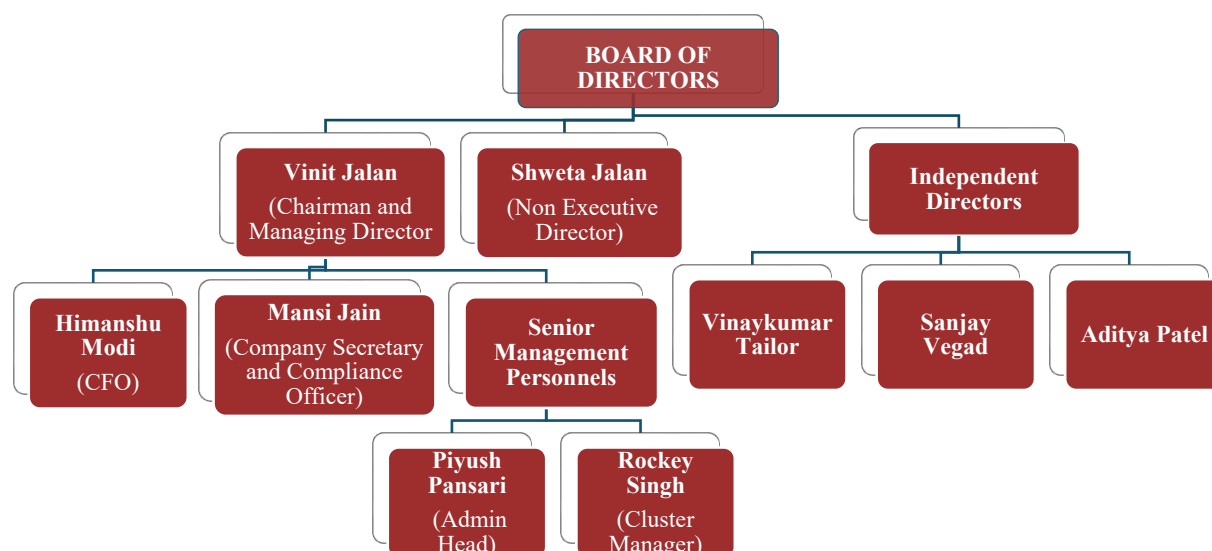 BOARD OF
DIRECTORS
Vinit Jalan
(Chairman and
Managing Director
Shweta Jalan
(Non Executive
Director)
Independent
Directors
Himanshu
Modi
(CFO)
Mansi Jain
(Company Secretary
and Compliance
Officer)
Senior
Management
Personnels
Vinaykumar
Tailor
Sanjay
Vegad
Aditya Patel
Piyush
Pansari
(Admin
Head)
Rockey
Singh
(Cluster
Manager)